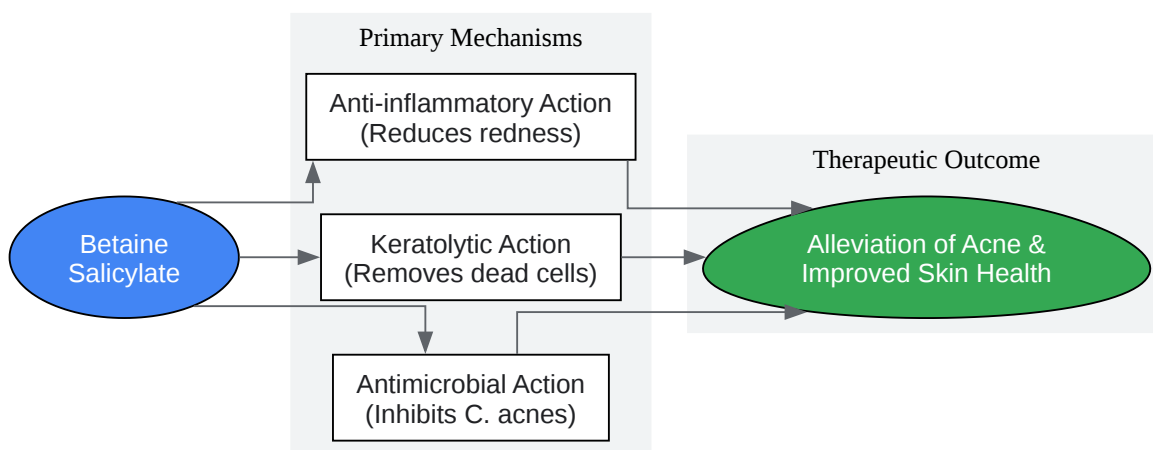 Primary Mechanisms
Anti-inflammatory Action
(Reduces redness)
Therapeutic Outcome
Betaine
Salicylate
Keratolytic Action
(Removes dead cells)
Alleviation of Acne &
Improved Skin Health
Antimicrobial Action
(Inhibits C. acnes)